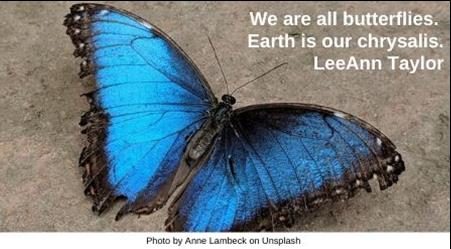 We are all butterflies.
Earth is our chrysalis.
LeeAnn Taylor
Photo by Anne Lambeck on Unsplash